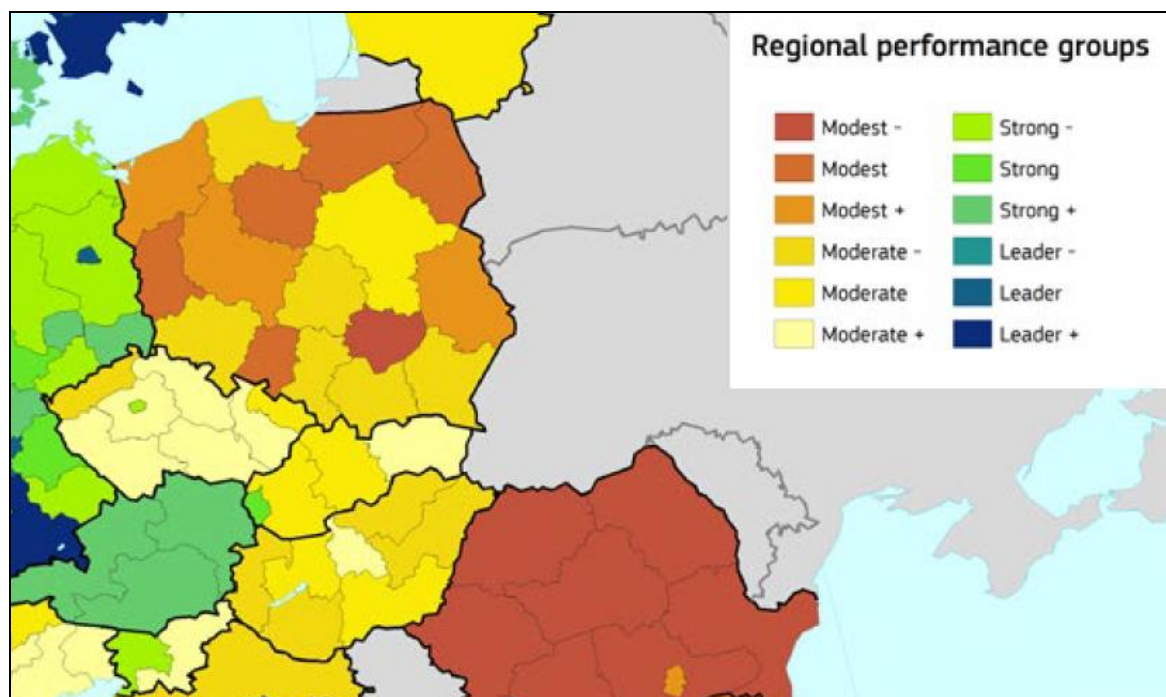 Regional performance groups
Modest -
Modest
Modest +
Moderate -
Moderate
Moderate +
Strong -
Strong
Strong +
Leader -
Leader
Leader +